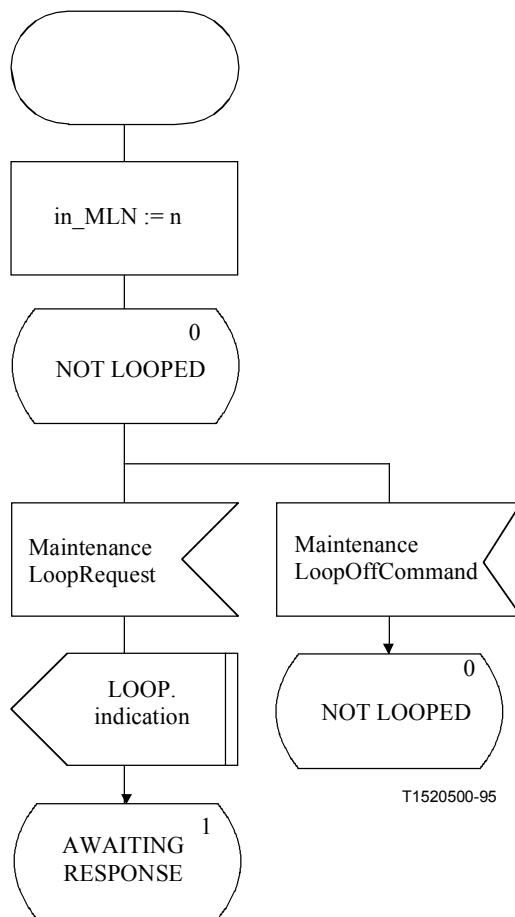 in_MLN := n
0
NOT LOOPED
Maintenance
LoopRequest
Maintenance
LoopOffCommand
LOOP.
indication
0
NOT LOOPED
T1520500-95
1
AWAITING
RESPONSE